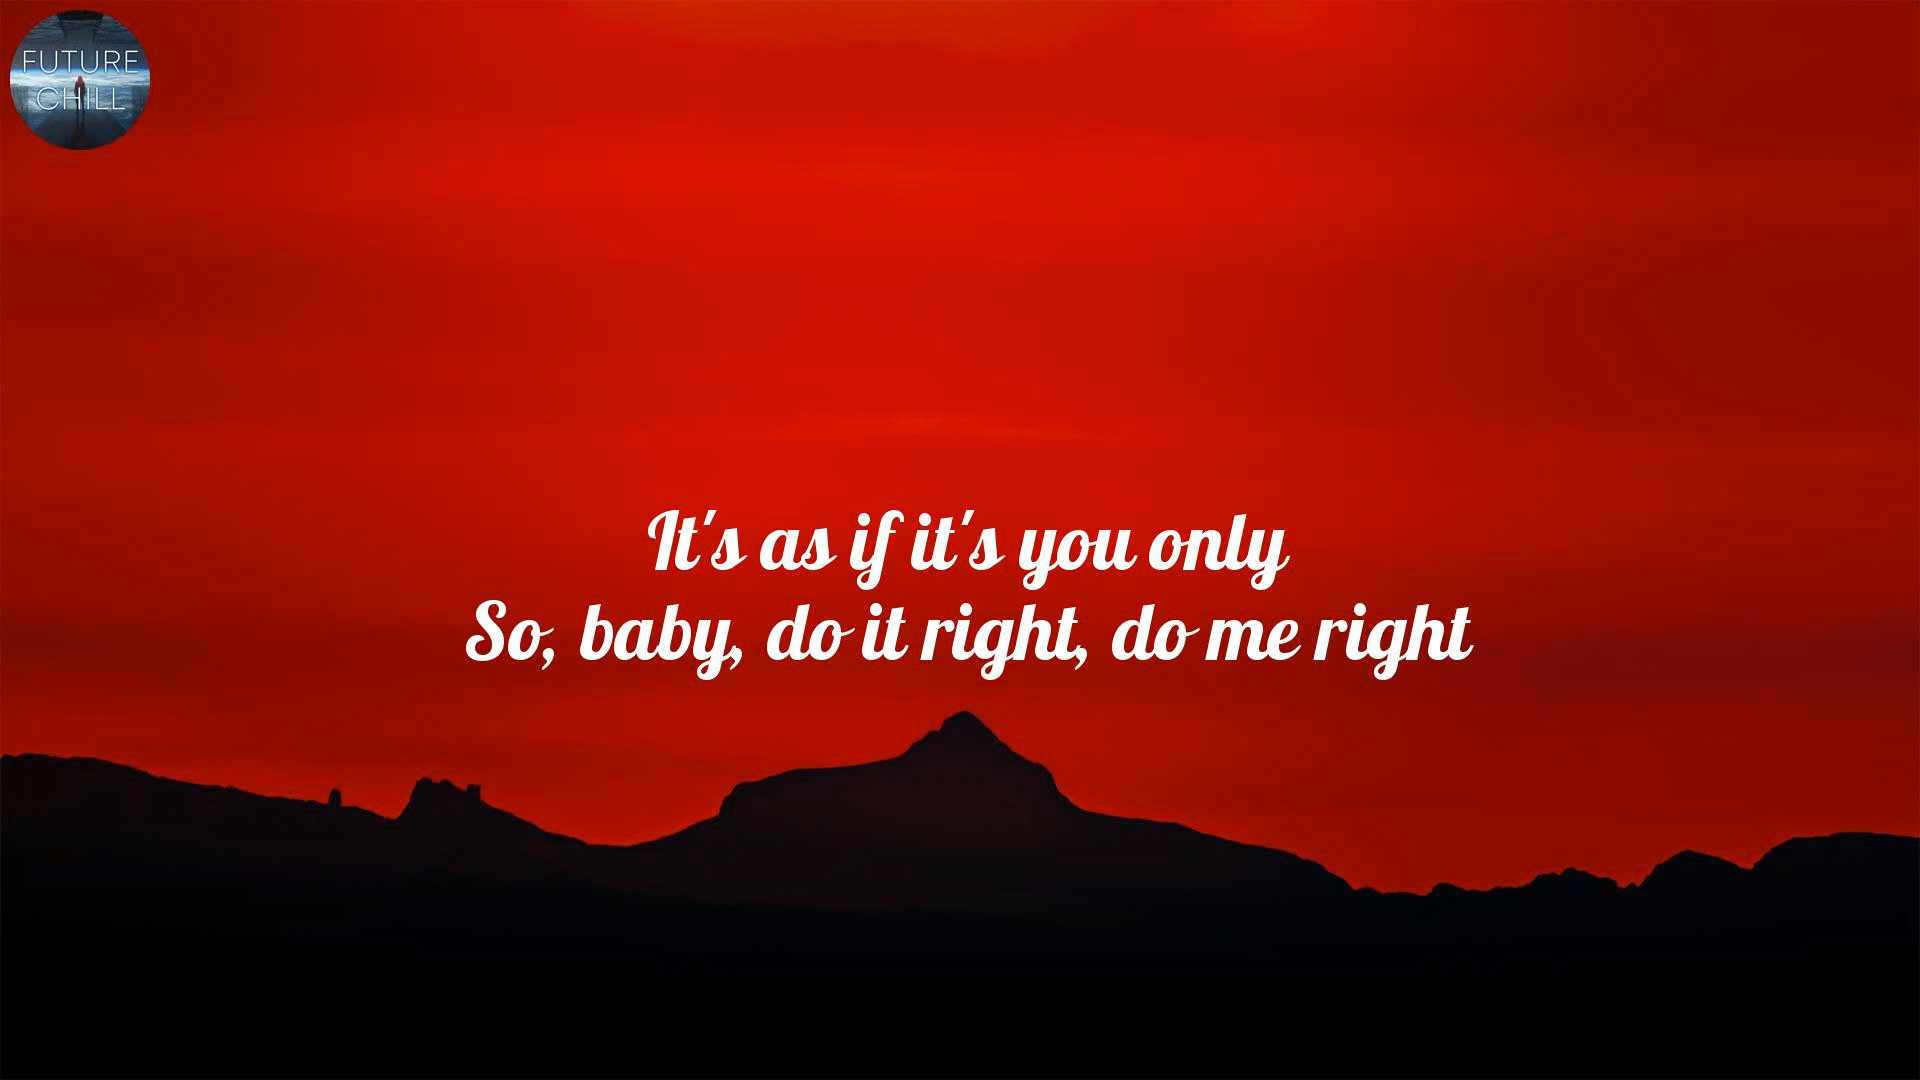 FUTURE
CHILL
It's as if it's you only
So, baby, do it right, do me right